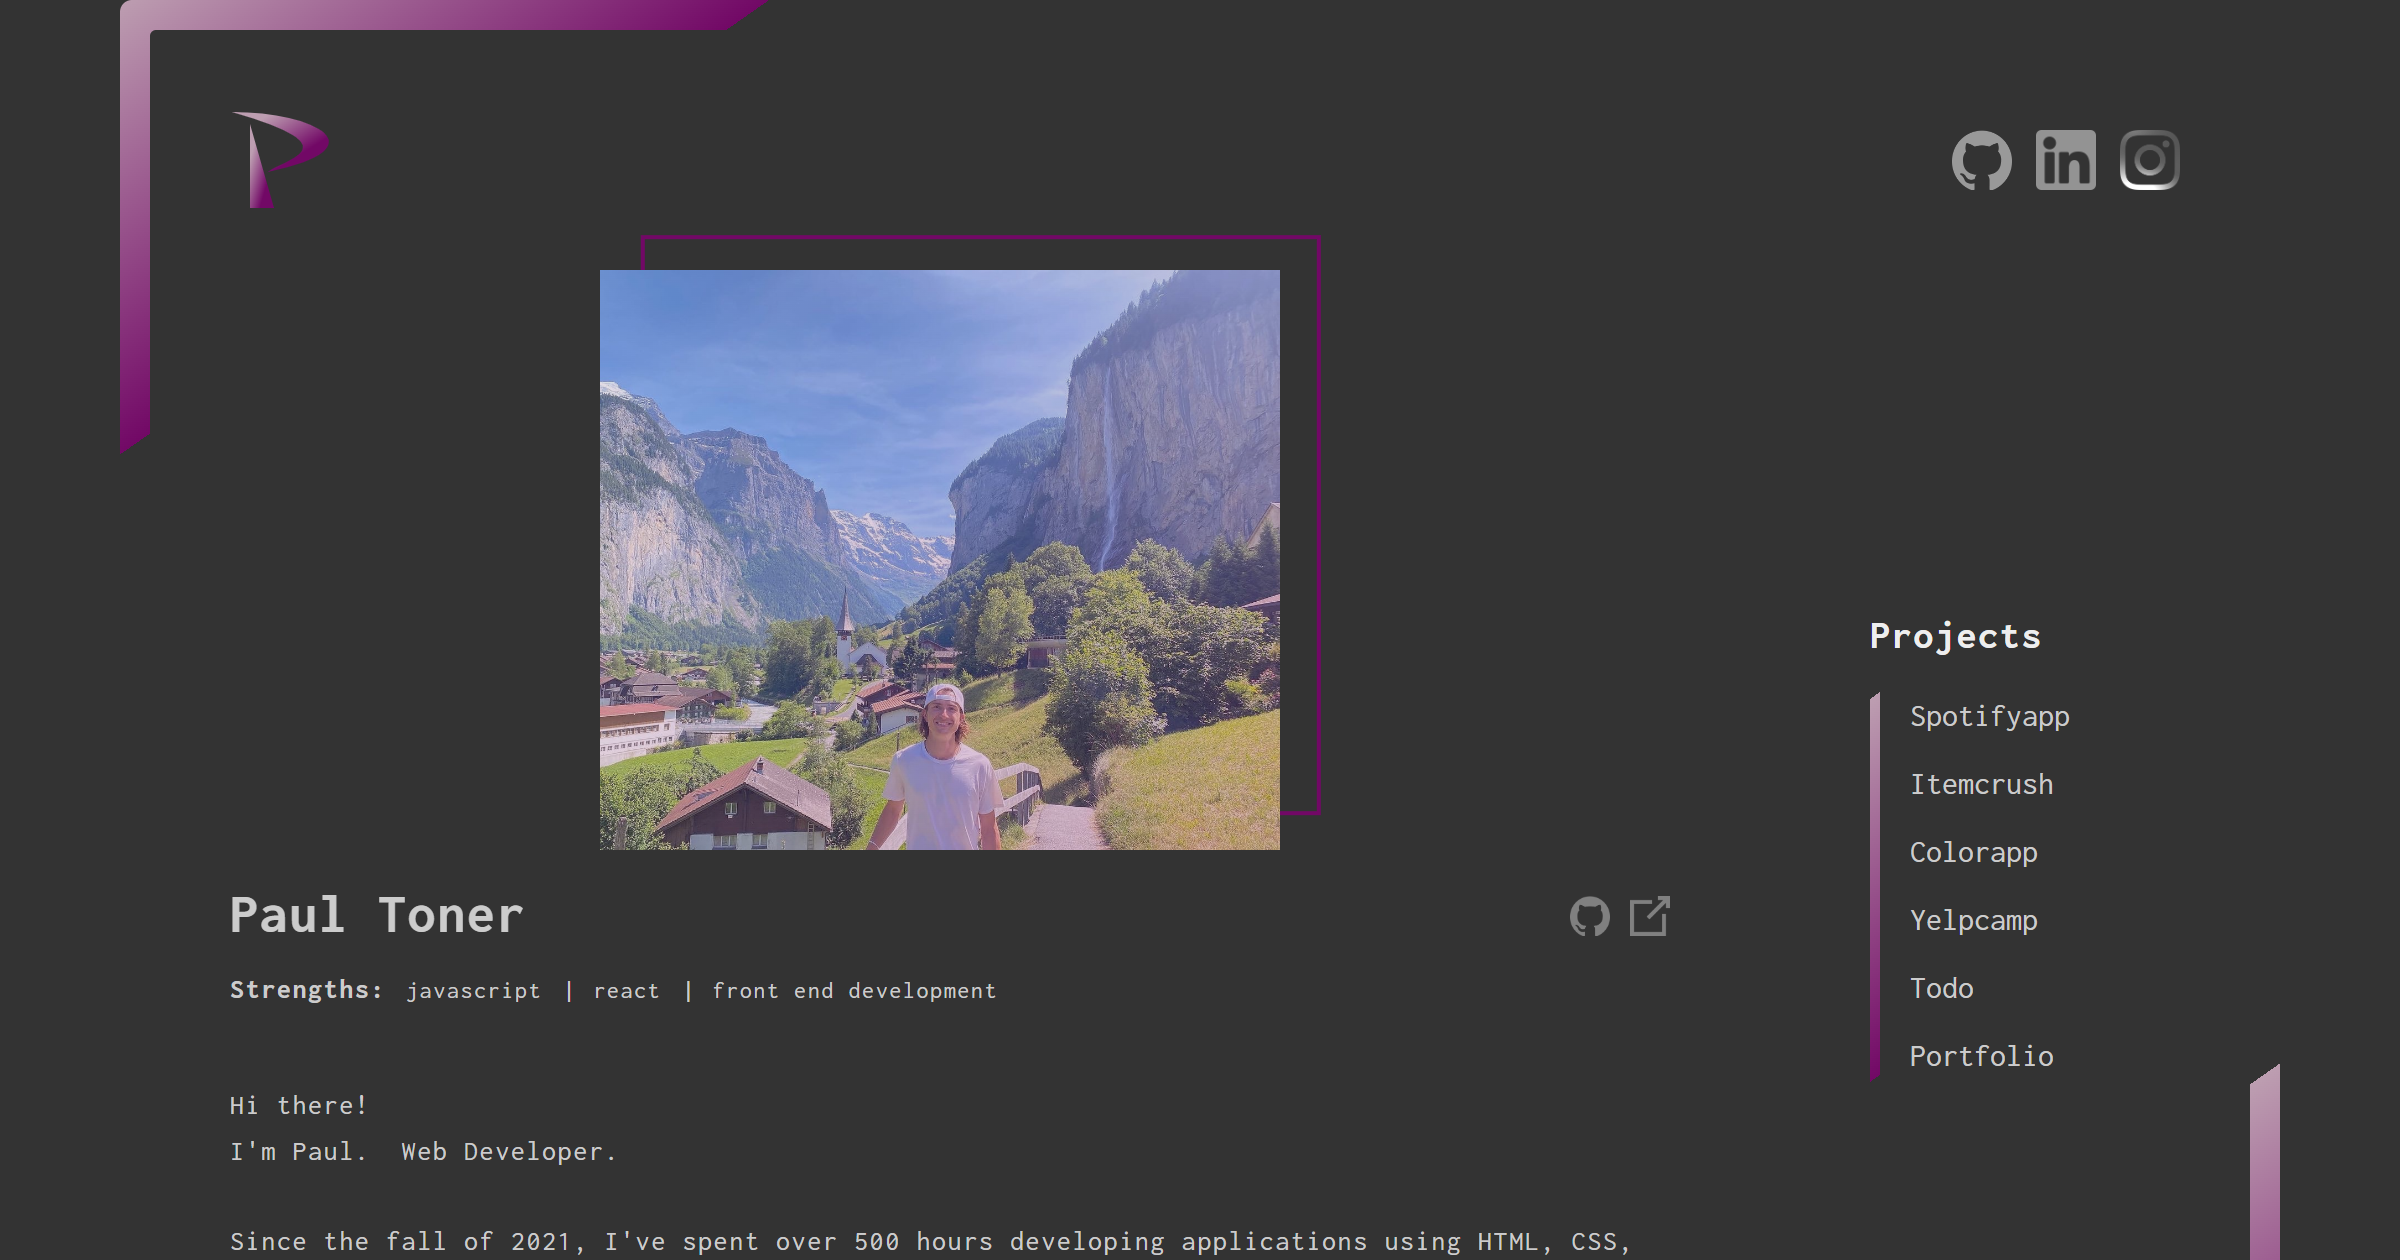 Projects
Spotifyapp
Itemcrush
Colorapp
Yelpcamp
Todo
Portfolio
Paul Toner
Strengths: javascript | react | front end development
Hi there!
I'm Paul.  Web Developer.
Since the fall of 2021, I've spent over 500 hours developing applications using HTML, CSS,